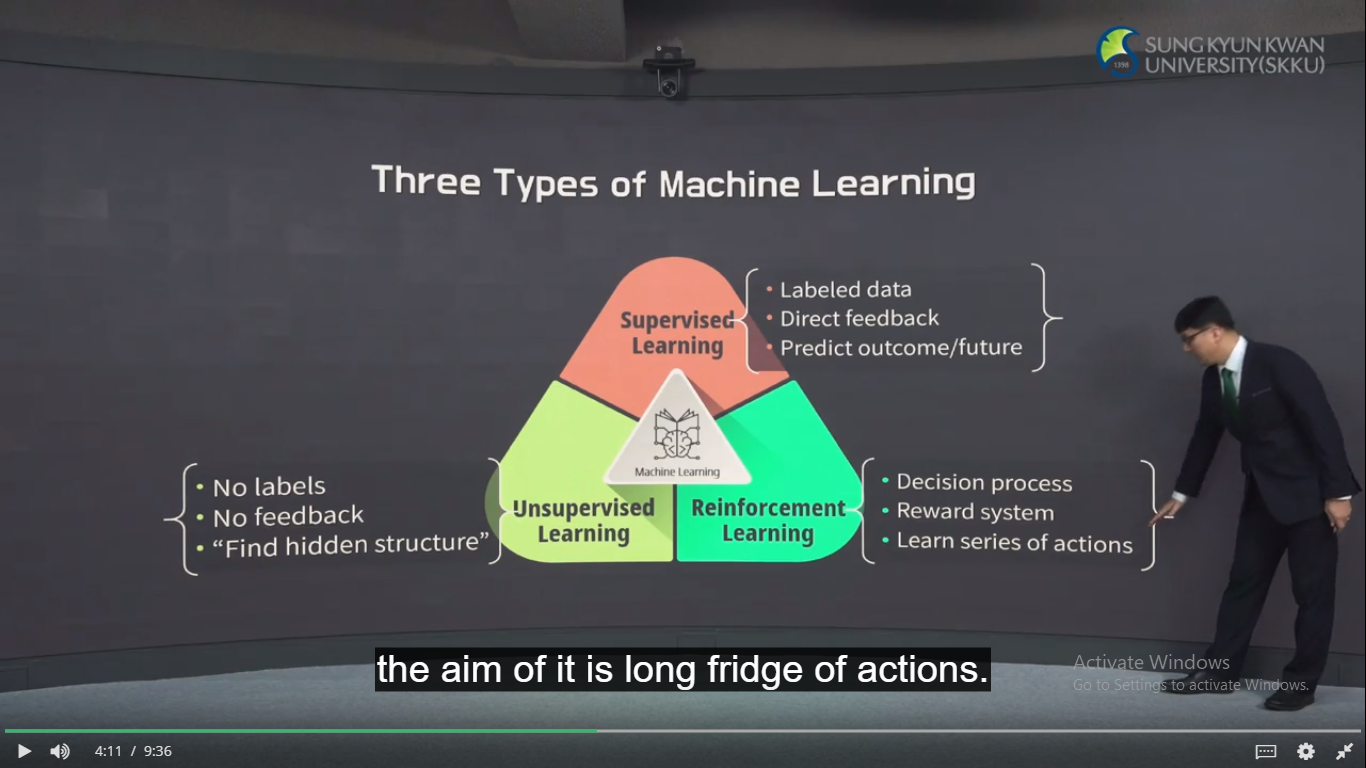 SUNG KYUN KWAN
UNIVERSITY(SKKU)
1398
Three Types of Machine Learning
Supervised
Learning
• Labeled data
• Direct feedback
• Predict outcome/future
Machine Learning
• No labels
• No feedback
• “Find hidden structure”
Unsupervised
Learning
Reinforcement
Learning
• Decision process
• Reward system
• Learn series of actions
the aim of it is long fridge of actions.
Activate Windows
Go to Settings to activate Windows.
4:11 / 9:36